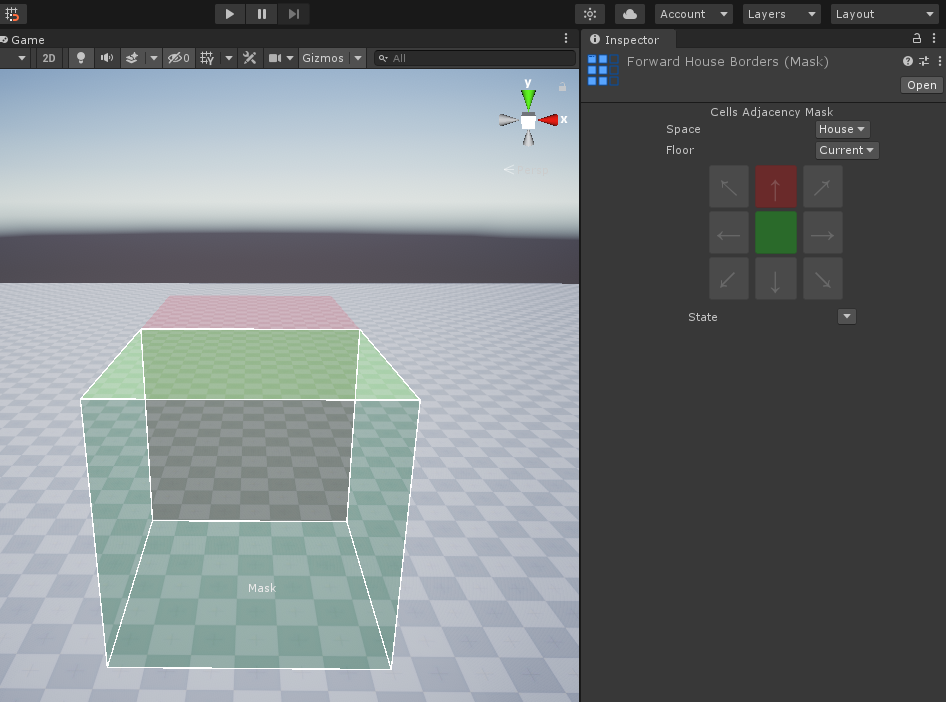 Account
Layers
Layout
Game
Inspector
2D
0
Gizmos
All
Forward House Borders (Mask)
Open
y
x
Cells Adjacency Mask
Space
House
Floor
Current
State
Mask